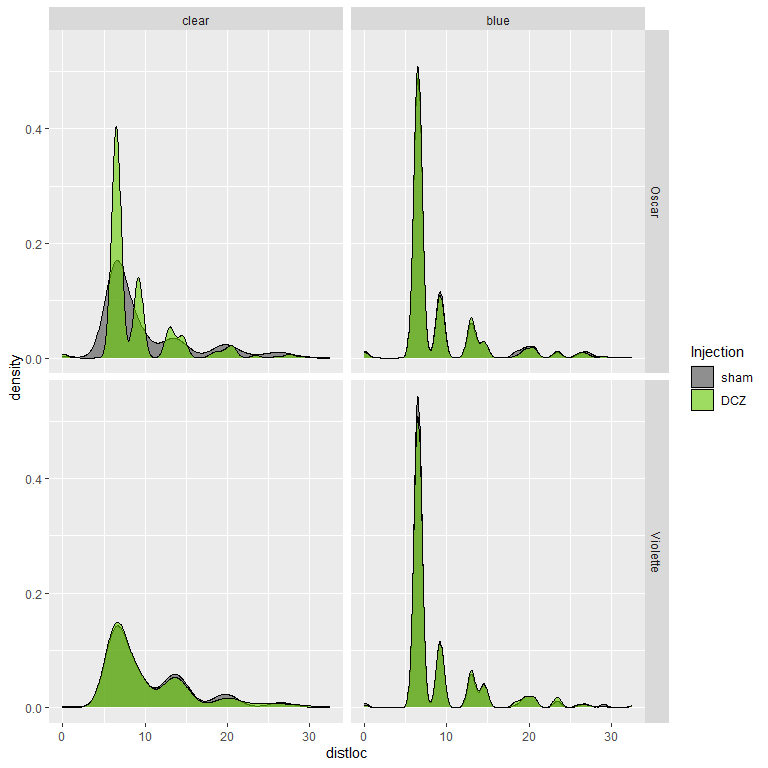 clear
blue
0.4
0.2
0.0
Oscar
density
0.4
0.2
0.0
Violette
0
10
20
30
0
10
20
30
distloc
Injection
sham
DCZ